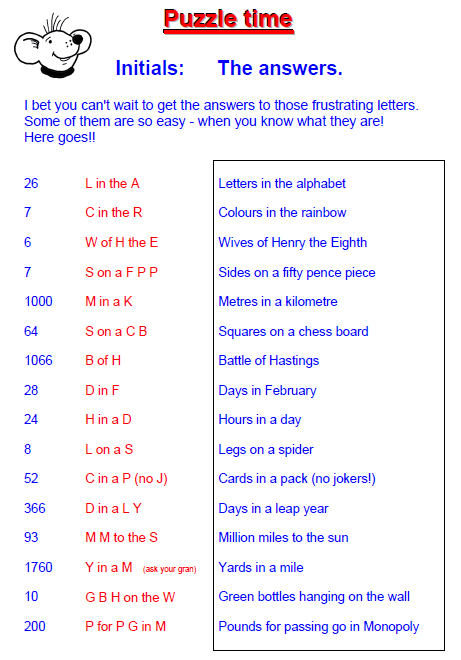 Puzzle time
Initials: The answers.
I bet you can't wait to get the answers to those frustrating letters.
Some of them are so easy - when you know what they are!
Here goes!!
26 L in the A Letters in the alphabet
7 C in the R Colours in the rainbow
6 W of H the E Wives of Henry the Eighth
7 S on a F P P Sides on a fifty pence piece
1000 M in a K Metres in a kilometre
64 S on a C B Squares on a chess board
1066 B of H Battle of Hastings
28 D in F Days in February
24 H in a D Hours in a day
8 L on a S Legs on a spider
52 C in a P (no J) Cards in a pack (no jokers!)
366 D in a L Y Days in a leap year
93 M M to the S Million miles to the sun
1760 Y in a M (ask your gran) Yards in a mile
10 G B H on the W Green bottles hanging on the wall
200 P for P G in M Pounds for passing go in Monopoly